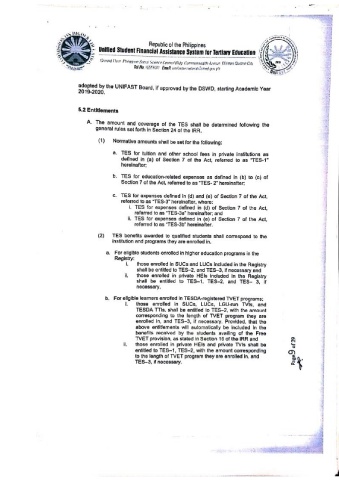 Republic of the Philippines
Unified Student Financial Assistance System for Tertiary Education
adopted by the UNIFAST Board, if approved by the DSWD, starting Academic Year
2019-2020.
5.2 Entitlements
A. The amount and coverage of the TES shall be determined following the
general rules set forth in Section 24 of the IRR.
(1) Normative amounts shall be set for the following:
a. TES for tuition and other school fees in private institutions as
defined in (a) of Section 7 of the Act, referred to as "TES-1"
hereinafter;
b. TES for education-related expenses as defined in (b) to (c) of
Section 7 of the Act, referred to as "TES- 2" hereinafter;
c. TES for expenses defined in (d) and (e) of Section 7 of the Act,
referred to as "TES-3" hereinafter, where;
i. TES for expenses defined in (d) of Section 7 of the Act,
referred to as "TES-3a" hereinafter; and
ii. TES for expenses defined in (e) of Section 7 of the Act,
referred to as "TES-3b" hereinafter.
(2) TES benefits awarded to qualified students shall correspond to the
institution and programs they are enrolled in.
a. For eligible students enrolled in higher education programs in the
Registry:
i. those enrolled in SUCs and LUCs included in the Registry
shall be entitled to TES–2, and TES–3, if necessary and
ii. those enrolled in private HEIs included in the Registry
shall be entitled to TES–1, TES–2, and TES– 3, if
necessary.
b. For eligible learners enrolled in TESDA-registered TVET programs;
i. those enrolled in SUCs, LUCs, LGU-run TVIs, and
TESDA TTIs, shall be entitled to TES–2, with the amount
corresponding to the length of TVET program they are
enrolled in, and TES–3, if necessary. Provided, that the
above entitlements will automatically be included in the
benefits received by the students availing of the Free
TVET provision, as stated in Section 10 of the IRR and
ii. those enrolled in private HEIs and private TVIs shall be
entitled to TES–1, TES–2, with the amount corresponding
to the length of TVET program they are enrolled in, and
TES–3, if necessary.
Page 9 of 29